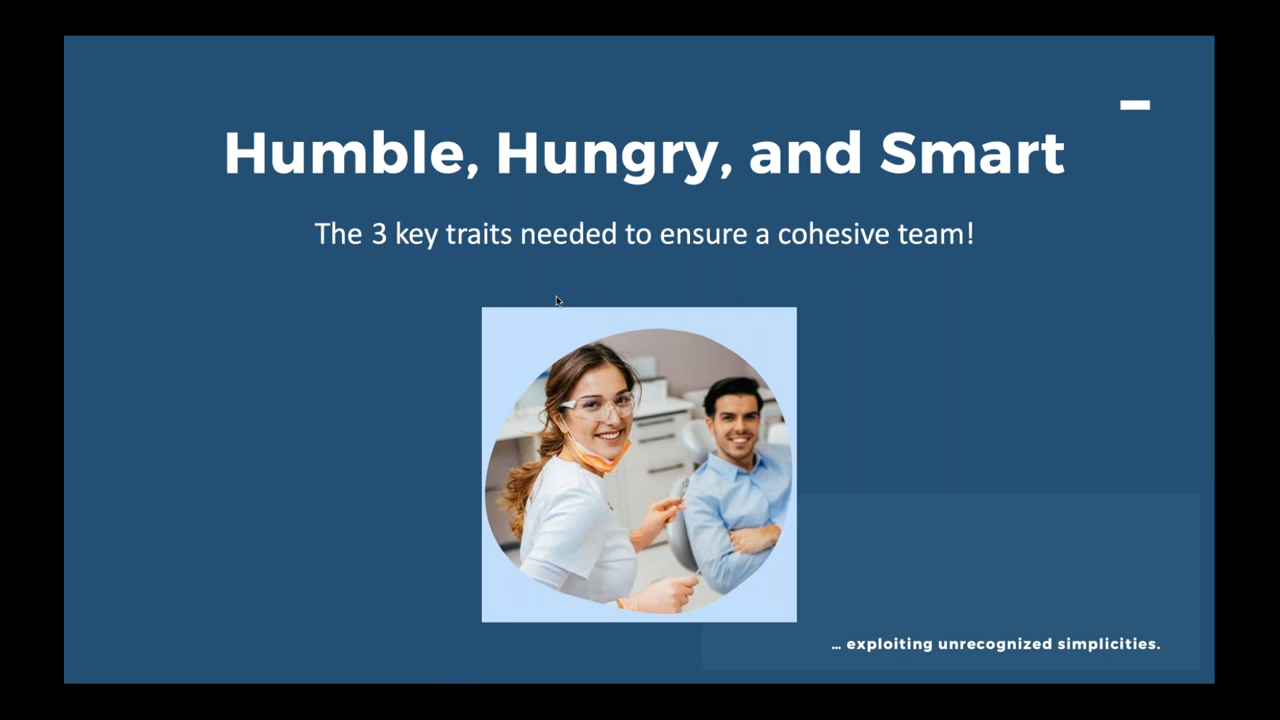 Humble, Hungry, and Smart
The 3 key traits needed to ensure a cohesive team!
... exploiting unrecognized simplicities.